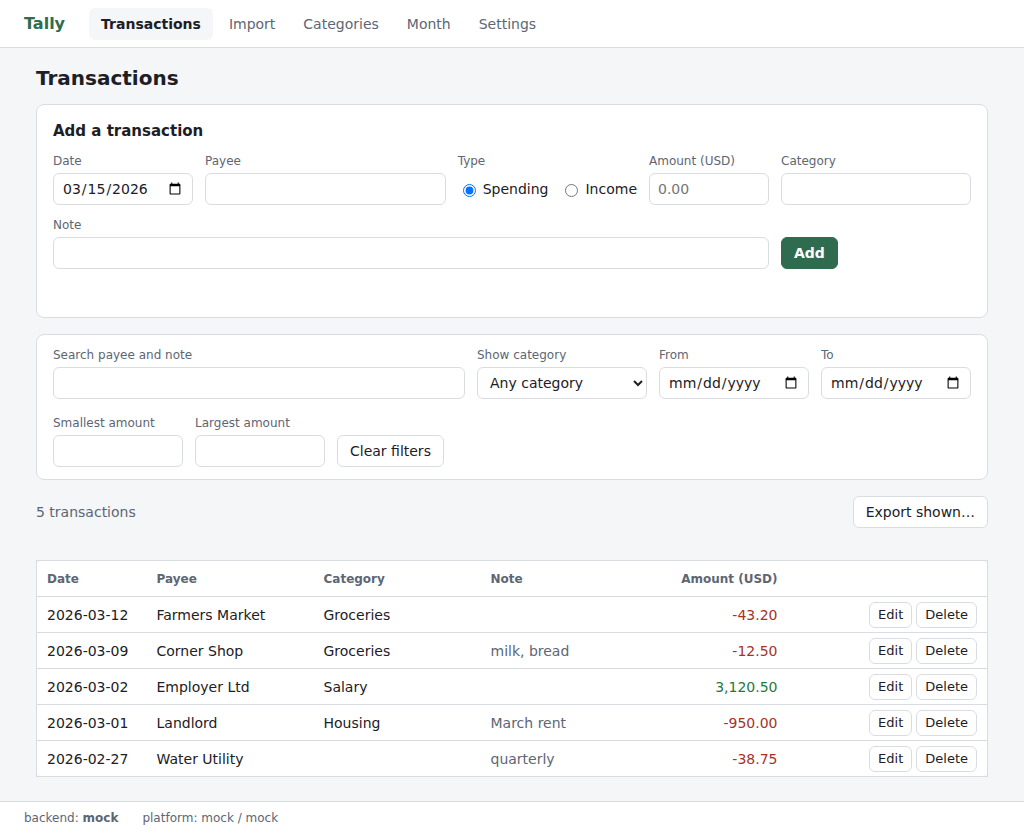 Tally Transactions Import Categories Month Settings
Transactions
Add a transaction
Date Payee Type Amount (USD) Category
03/15/2026 Spending Income 0.00
Note
Add
Search payee and note Show category From To
Any category mm/dd/yyyy mm/dd/yyyy
Smallest amount Largest amount
Clear filters
5 transactions Export shown...
Date Payee Category Note Amount (USD)
2026-03-12 Farmers Market Groceries -43.20 Edit Delete
2026-03-09 Corner Shop Groceries milk, bread -12.50 Edit Delete
2026-03-02 Employer Ltd Salary 3,120.50 Edit Delete
2026-03-01 Landlord Housing March rent -950.00 Edit Delete
2026-02-27 Water Utility quarterly -38.75 Edit Delete
backend: mock platform: mock / mock